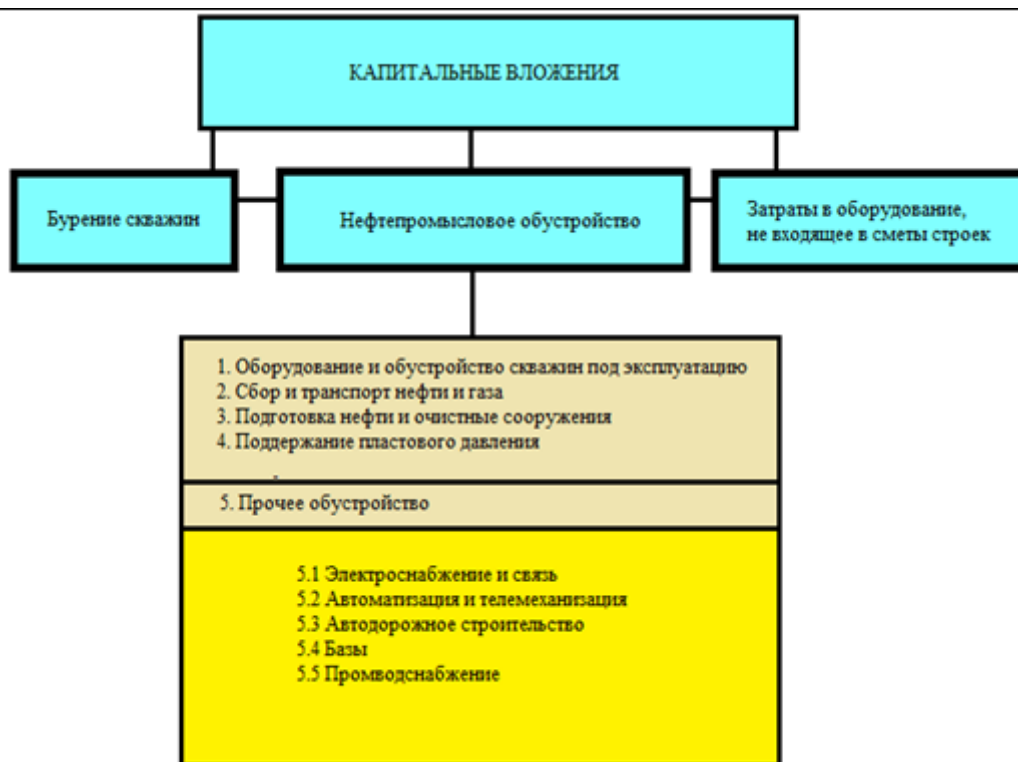 КАПИТАЛЬНЫЕ ВЛОЖЕНИЯ
Бурение скважин
Нефтепромысловое обустройство
Затраты в оборудование,
не входящее в сметы строек
1. Оборудование и обустройство скважин под эксплуатацию
2. Сбор и транспорт нефти и газа
3. Подготовка нефти и очистные сооружения
4. Поддержание пластового давления
5. Прочее обустройство
5.1 Электроснабжение и связь
5.2 Автоматизация и телемеханизация
5.3 Автодорожное строительство
5.4 Базы
5.5 Промводснабжение